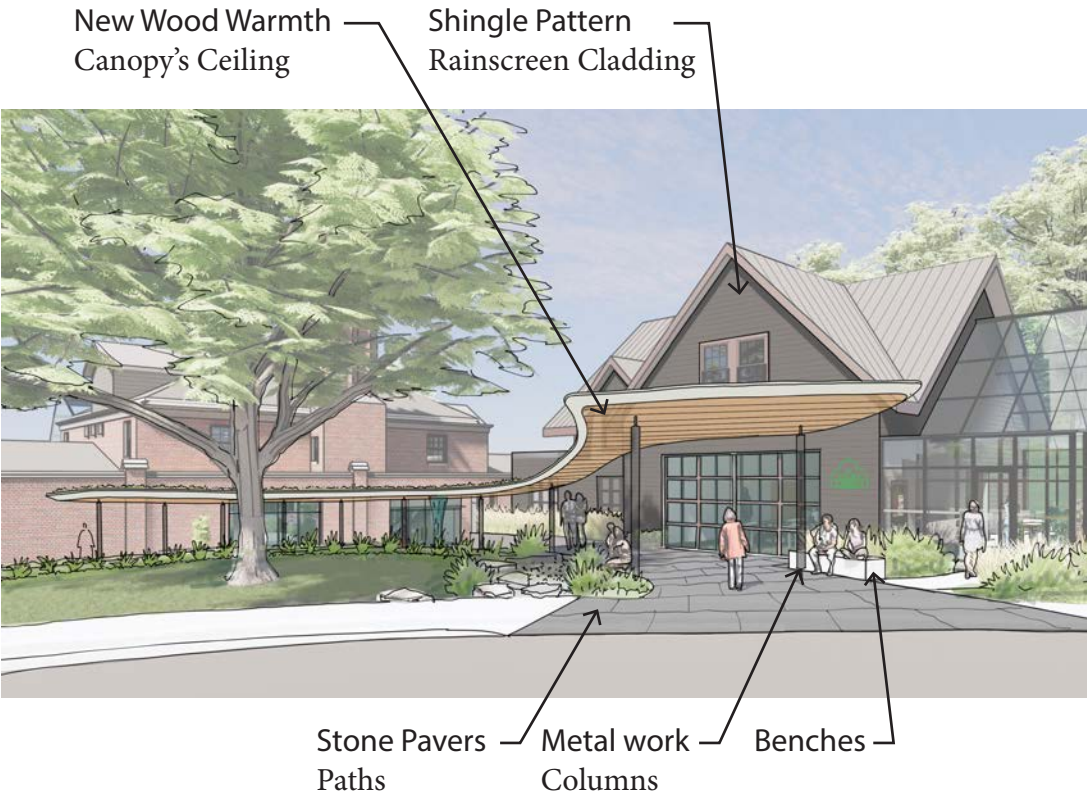 New Wood Warmth
Canopy's Ceiling
Shingle Pattern
Rainscreen Cladding
Stone Pavers
Paths
Metal work
Columns
Benches